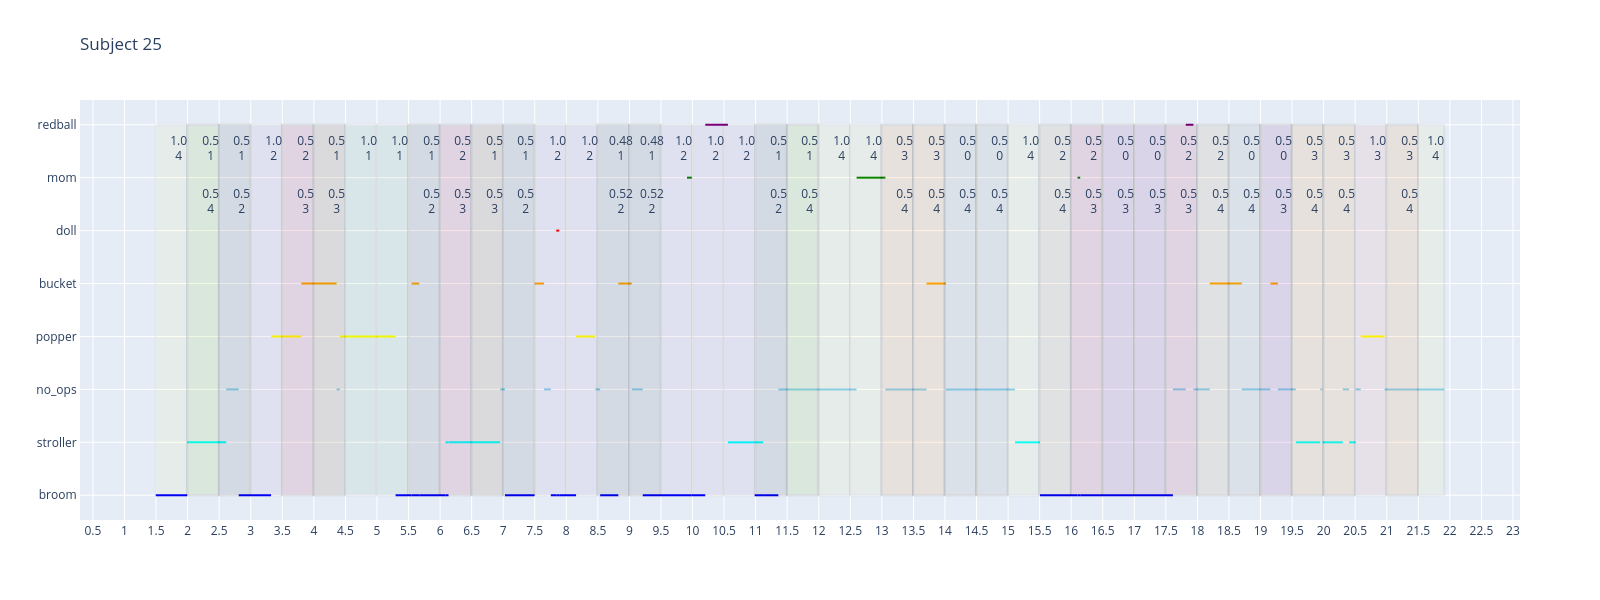 Subject 25
redball
1.0 0.5 0.5 1.0 0.5 0.5 1.0 1.0 0.5 0.5 0.5 0.5 1.0 1.0 0.48 0.48 1.0 1.0 1.0 0.5 0.5 1.0 1.0 0.5 0.5 0.5 0.5 1.0 0.5 0.5 0.5 0.5 0.5 0.5 0.5 0.5 0.5 0.5 1.0 0.5 1.0
4 1 1 2 2 1 1 1 1 2 1 1 2 2 1 1 2 2 2 1 1 4 4 3 3 0 0 4 2 2 0 0 2 2 0 0 3 3 3 3 4
mom
0.5 0.5 0.5 0.5 0.5 0.5 0.5 0.5 0.52 0.52 0.5 0.5 0.5 0.5 0.5 0.5 0.5 0.5 0.5 0.5 0.5 0.5 0.5 0.5 0.5 0.5 0.5
4 2 3 3 2 3 3 2 2 2 2 4 4 4 4 4 4 3 3 3 3 4 4 3 4 4 4
doll
bucket
popper
no_ops
stroller
broom
0.5 1 1.5 2 2.5 3 3.5 4 4.5 5 5.5 6 6.5 7 7.5 8 8.5 9 9.5 10 10.5 11 11.5 12 12.5 13 13.5 14 14.5 15 15.5 16 16.5 17 17.5 18 18.5 19 19.5 20 20.5 21 21.5 22 22.5 23